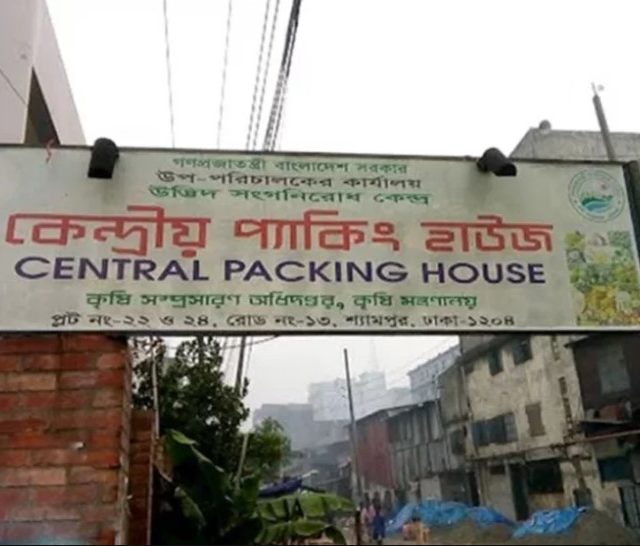 গণপ্রজাতন্ত্রী বাংলাদেশ সরকার
উপ-পরিচালকের কার্যালয়
উদ্ভিদ সংগনিরোধ কেন্দ্র
কেন্দ্রীয় প্যাকিং হাউজ
CENTRAL PACKING HOUSE
কৃষি সম্প্রসারণ অধিদপ্তর, কৃষি মন্ত্রণালয়
প্লট নং-২২ ও ২৪, রোড নং-১৩, শ্যামপুর, ঢাকা-১২০৪